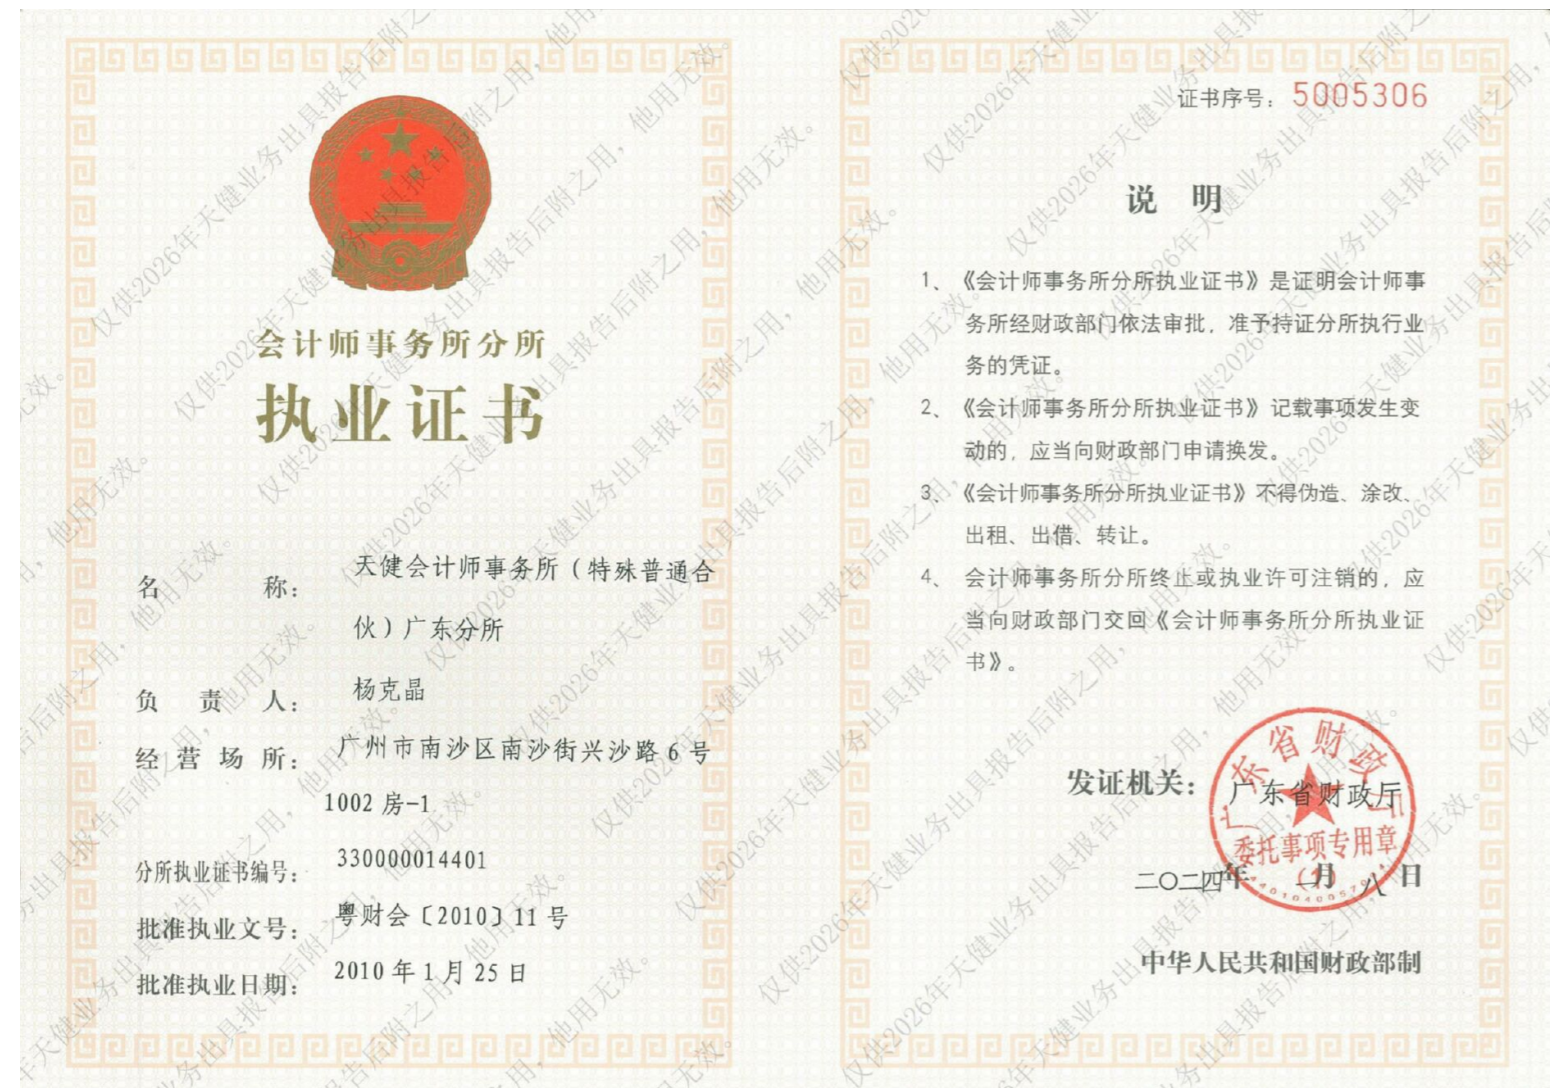 会计师事务所分所
执业证书
名称：天健会计师事务所（特殊普通合
伙）广东分所
负责人：杨克晶
经营场所：广州市南沙区南沙街兴沙路6号
1002房-1
分所执业证书编号：330000014401
批准执业文号：粤财会〔2010〕11号
批准执业日期：2010年1月25日
证书序号：5005306
说明
1、《会计师事务所分所执业证书》是证明会计师事
务所经财政部门依法审批，准予持证分所执行业
务的凭证。
2、《会计师事务所分所执业证书》记载事项发生变
动的，应当向财政部门申请换发。
3、《会计师事务所分所执业证书》不得伪造、涂改、
出租、出借、转让。
4、会计师事务所分所终止或执业许可注销的，应
当向财政部门交回《会计师事务所分所执业证
书》。
发证机关：广东省财政厅
二〇二四年一月八日
广东省财政厅
委托事项专用章
(1)
中华人民共和国财政部制
仅供2026年天健业务出具报告后附之用，他用无效。